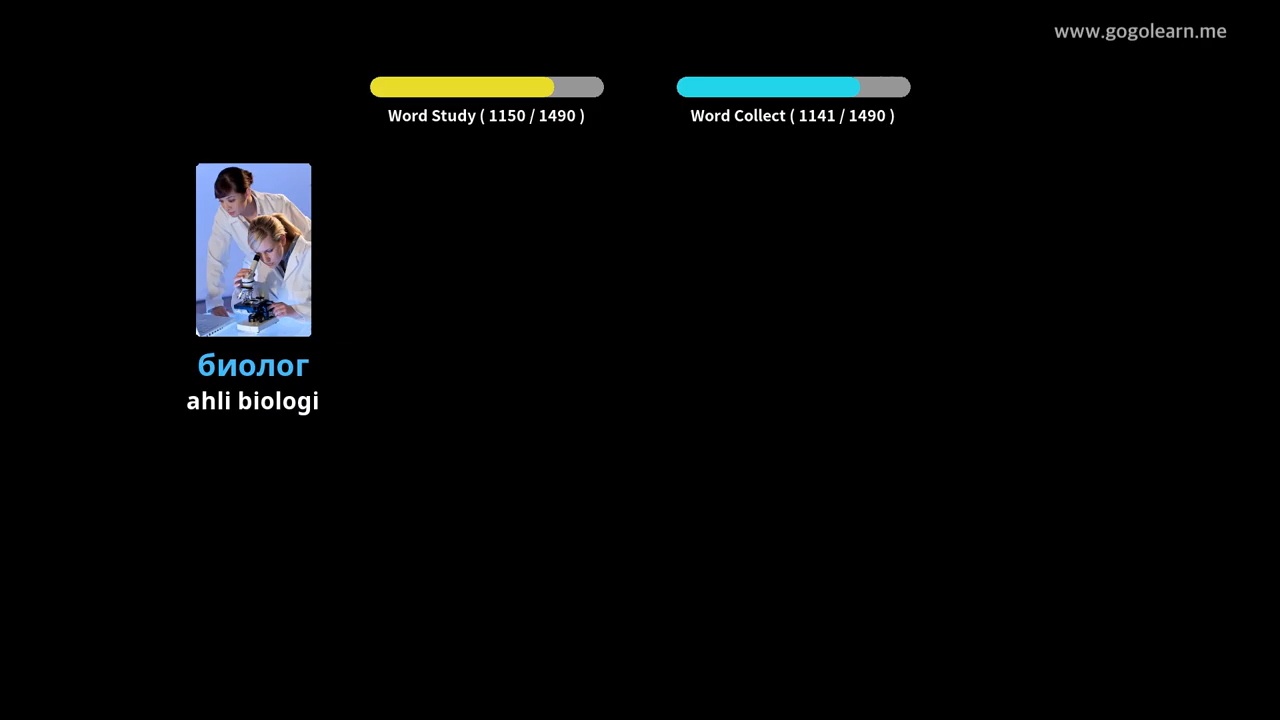 www.gogolearn.me
Word Study ( 1150 / 1490 )
Word Collect ( 1141 / 1490 )
биолог
ahli biologi